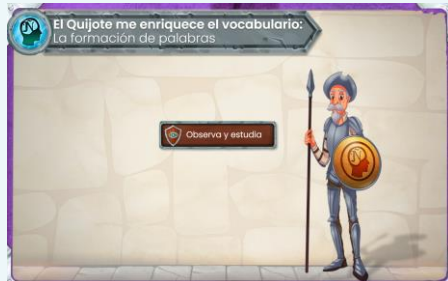 El Quijote me enriquece el vocabulario:
La formación de palabras
Observa y estudia